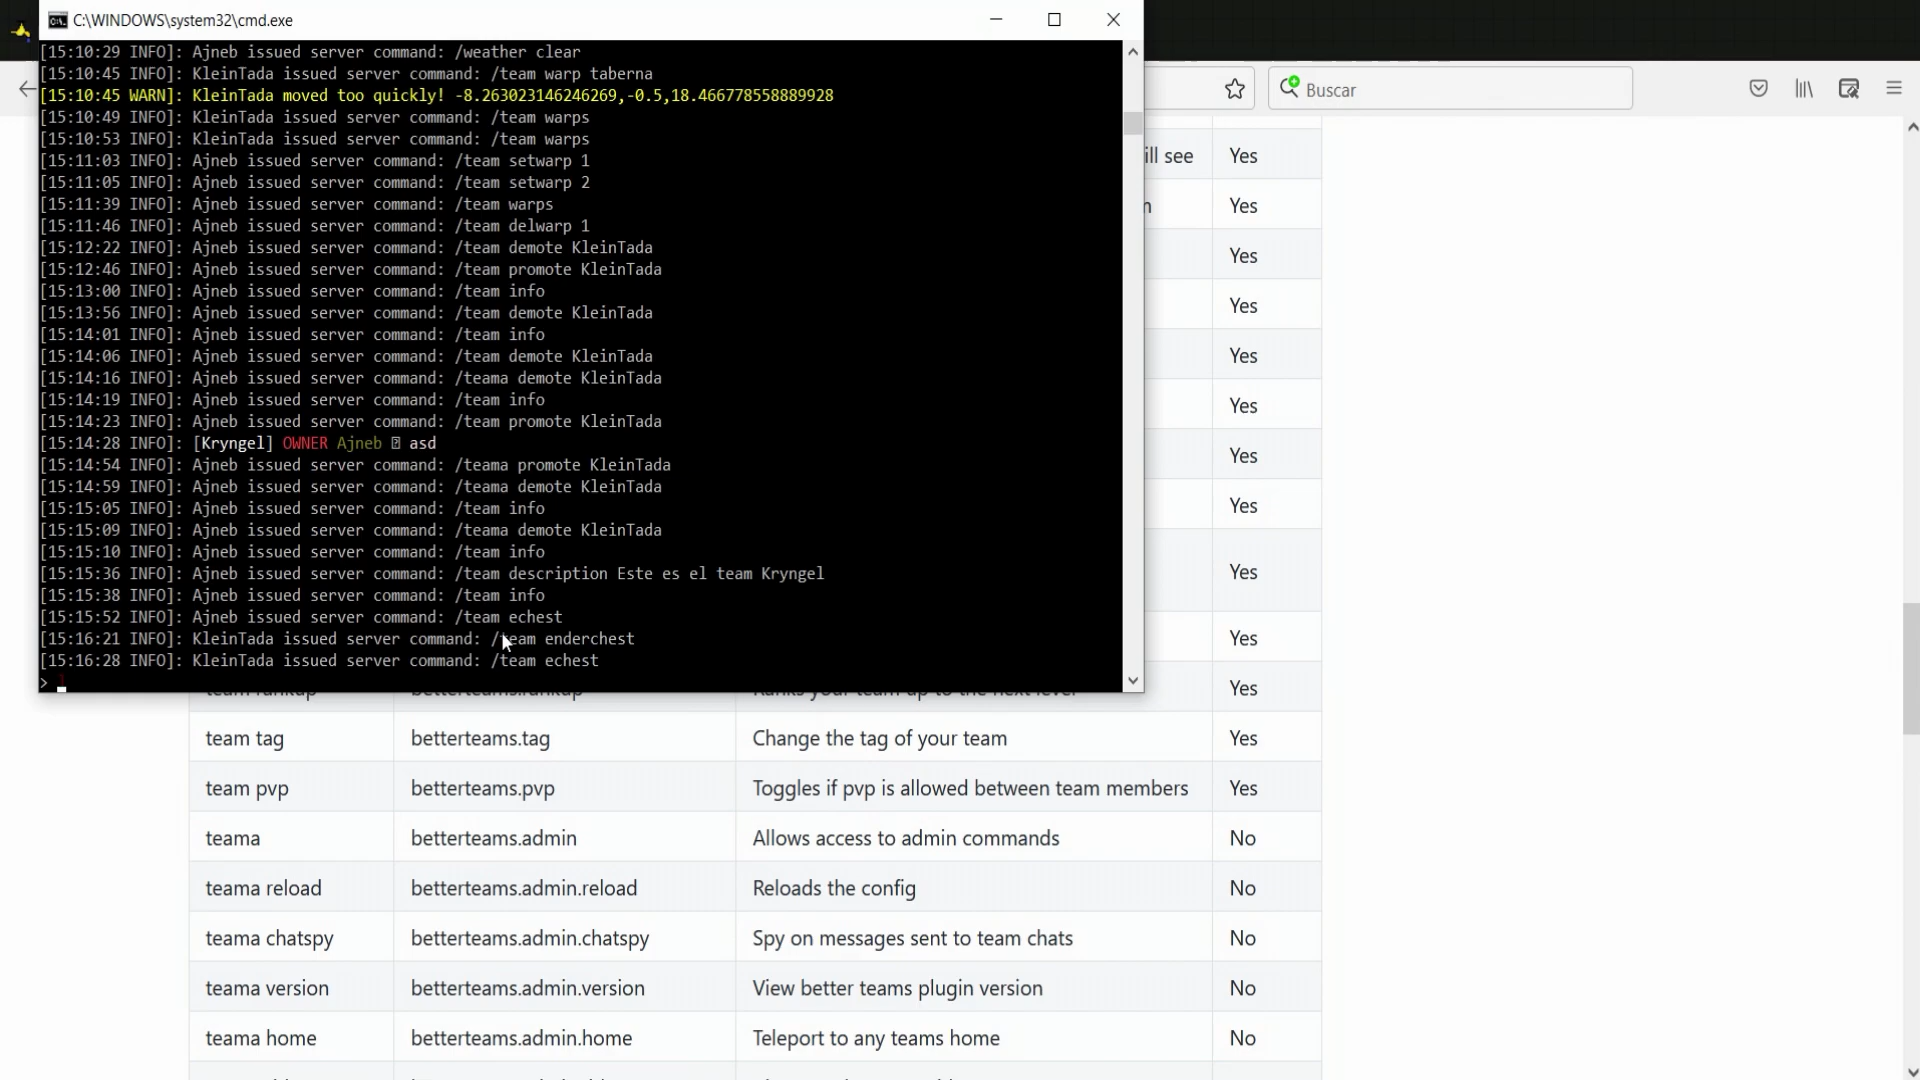 C:\WINDOWS\system32\cmd.exe
[15:10:29 INFO]: Ajneb issued server command: /weather clear
[15:10:45 INFO]: KleinTada issued server command: /team warp taberna
[15:10:45 WARN]: KleinTada moved too quickly! -8.263023146246269,-0.5,18.466778558889928
[15:10:49 INFO]: KleinTada issued server command: /team warps
[15:10:53 INFO]: KleinTada issued server command: /team warps
[15:11:03 INFO]: Ajneb issued server command: /team setwarp 1
[15:11:05 INFO]: Ajneb issued server command: /team setwarp 2
[15:11:39 INFO]: Ajneb issued server command: /team warps
[15:11:46 INFO]: Ajneb issued server command: /team delwarp 1
[15:12:22 INFO]: Ajneb issued server command: /team demote KleinTada
[15:12:46 INFO]: Ajneb issued server command: /team promote KleinTada
[15:13:00 INFO]: Ajneb issued server command: /team info
[15:13:56 INFO]: Ajneb issued server command: /team demote KleinTada
[15:14:01 INFO]: Ajneb issued server command: /team info
[15:14:06 INFO]: Ajneb issued server command: /team demote KleinTada
[15:14:16 INFO]: Ajneb issued server command: /teama demote KleinTada
[15:14:19 INFO]: Ajneb issued server command: /team info
[15:14:23 INFO]: Ajneb issued server command: /team promote KleinTada
[15:14:28 INFO]: [Kryngel] OWNER Ajneb asd
[15:14:54 INFO]: Ajneb issued server command: /teama promote KleinTada
[15:14:59 INFO]: Ajneb issued server command: /teama demote KleinTada
[15:15:05 INFO]: Ajneb issued server command: /team info
[15:15:09 INFO]: Ajneb issued server command: /teama demote KleinTada
[15:15:10 INFO]: Ajneb issued server command: /team info
[15:15:36 INFO]: Ajneb issued server command: /team description Este es el team Kryngel
[15:15:38 INFO]: Ajneb issued server command: /team info
[15:15:52 INFO]: Ajneb issued server command: /team echest
[15:16:21 INFO]: KleinTada issued server command: /team enderchest
[15:16:28 INFO]: KleinTada issued server command: /team echest
>
Buscar
ill see Yes
Yes
Yes
Yes
Yes
Yes
Yes
Yes
Yes
Yes
team rankup betterteams.rankup Ranks your team up to the next level Yes
team tag betterteams.tag Change the tag of your team Yes
team pvp betterteams.pvp Toggles if pvp is allowed between team members Yes
teama betterteams.admin Allows access to admin commands No
teama reload betterteams.admin.reload Reloads the config No
teama chatspy betterteams.admin.chatspy Spy on messages sent to team chats No
teama version betterteams.admin.version View better teams plugin version No
teama home betterteams.admin.home Teleport to any teams home No